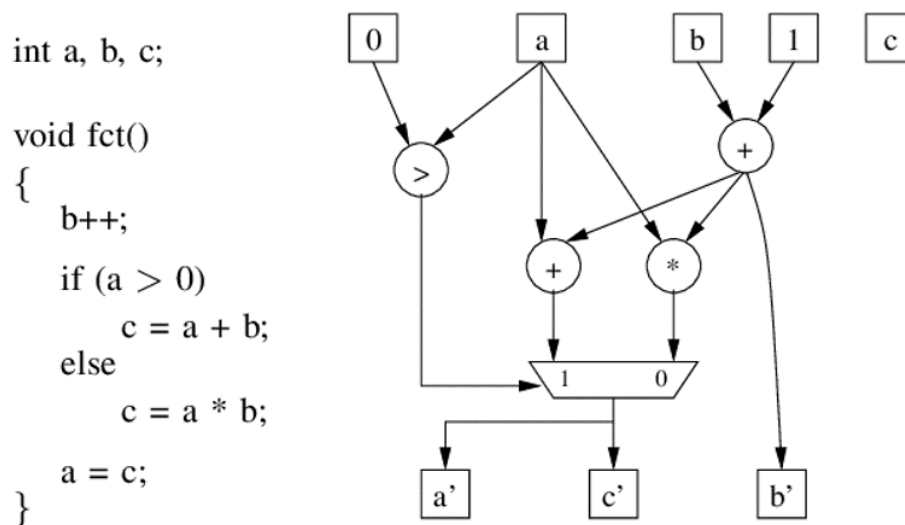 int a, b, c;
void fct()
{
b++;
if (a > 0)
c = a + b;
else
c = a * b;
a = c;
}
0 a b 1 c
+
>
+ *
1 0
a’ c’ b’